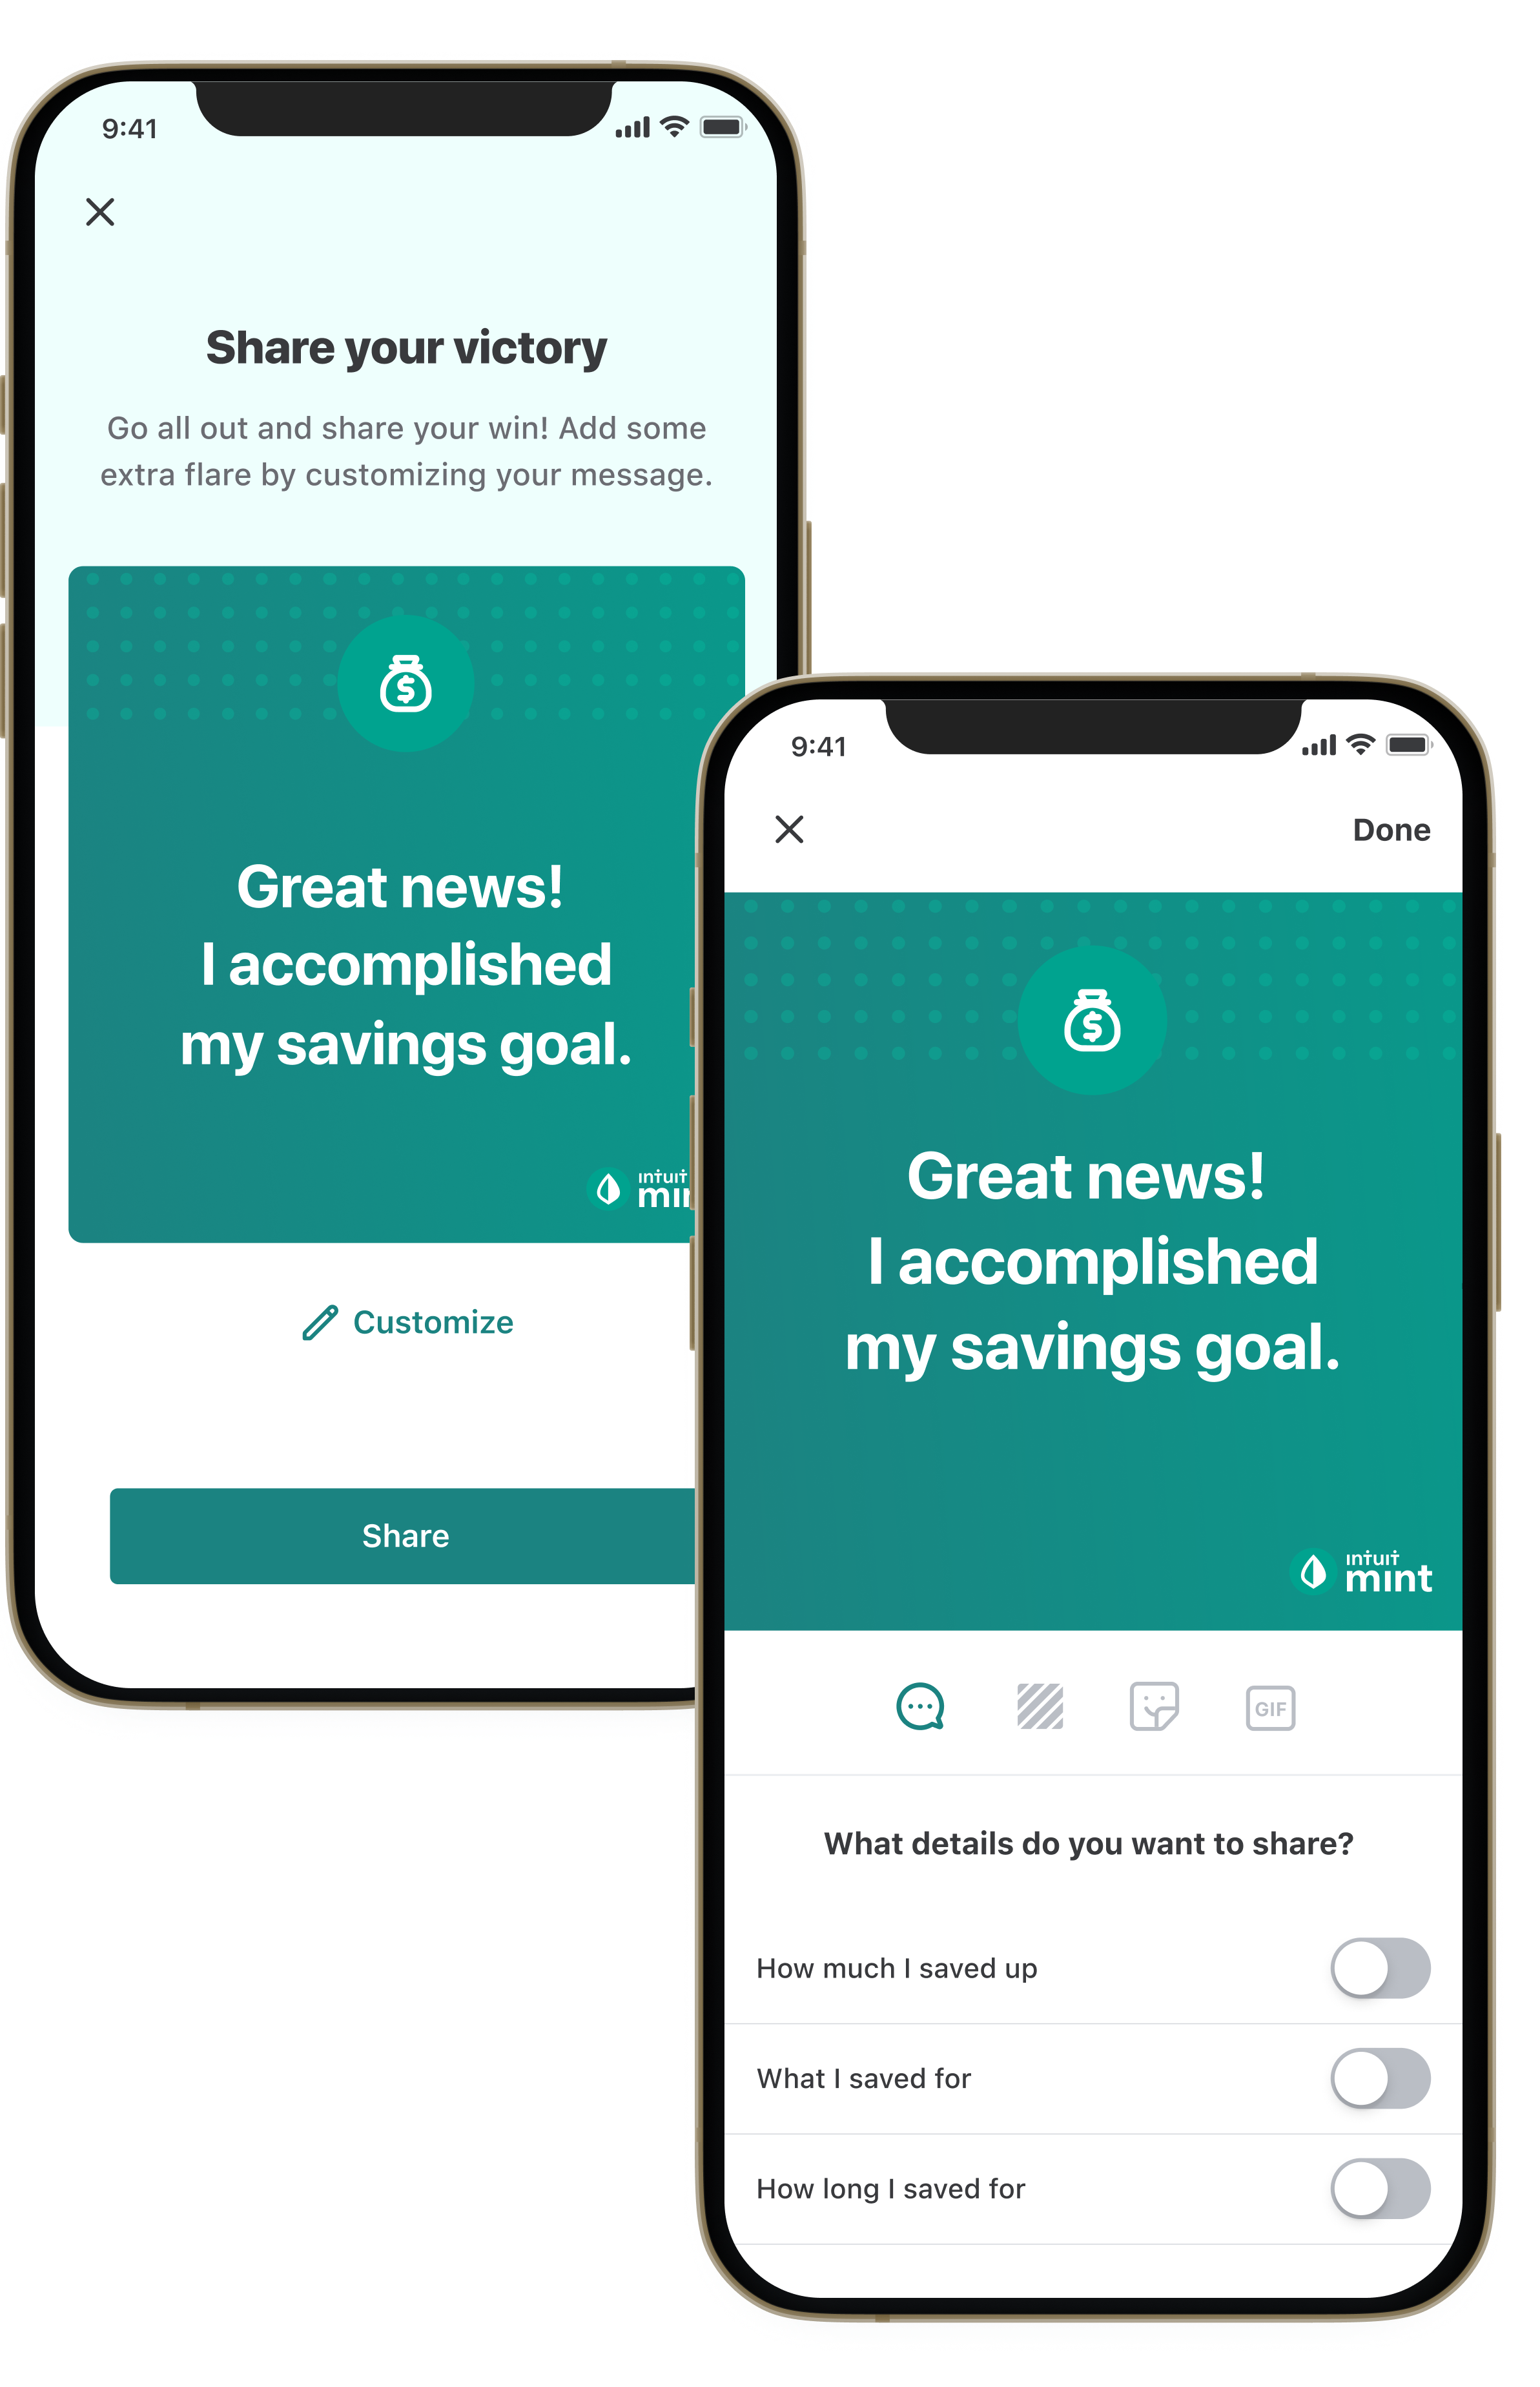 9:41
Share your victory
Go all out and share your win! Add some
extra flare by customizing your message.
Great news!
I accomplished
my savings goal.
intuit
Customize
Share
9:41
Done
Great news!
I accomplished
my savings goal.
intuit
mint
GIF
What details do you want to share?
How much I saved up
What I saved for
How long I saved for